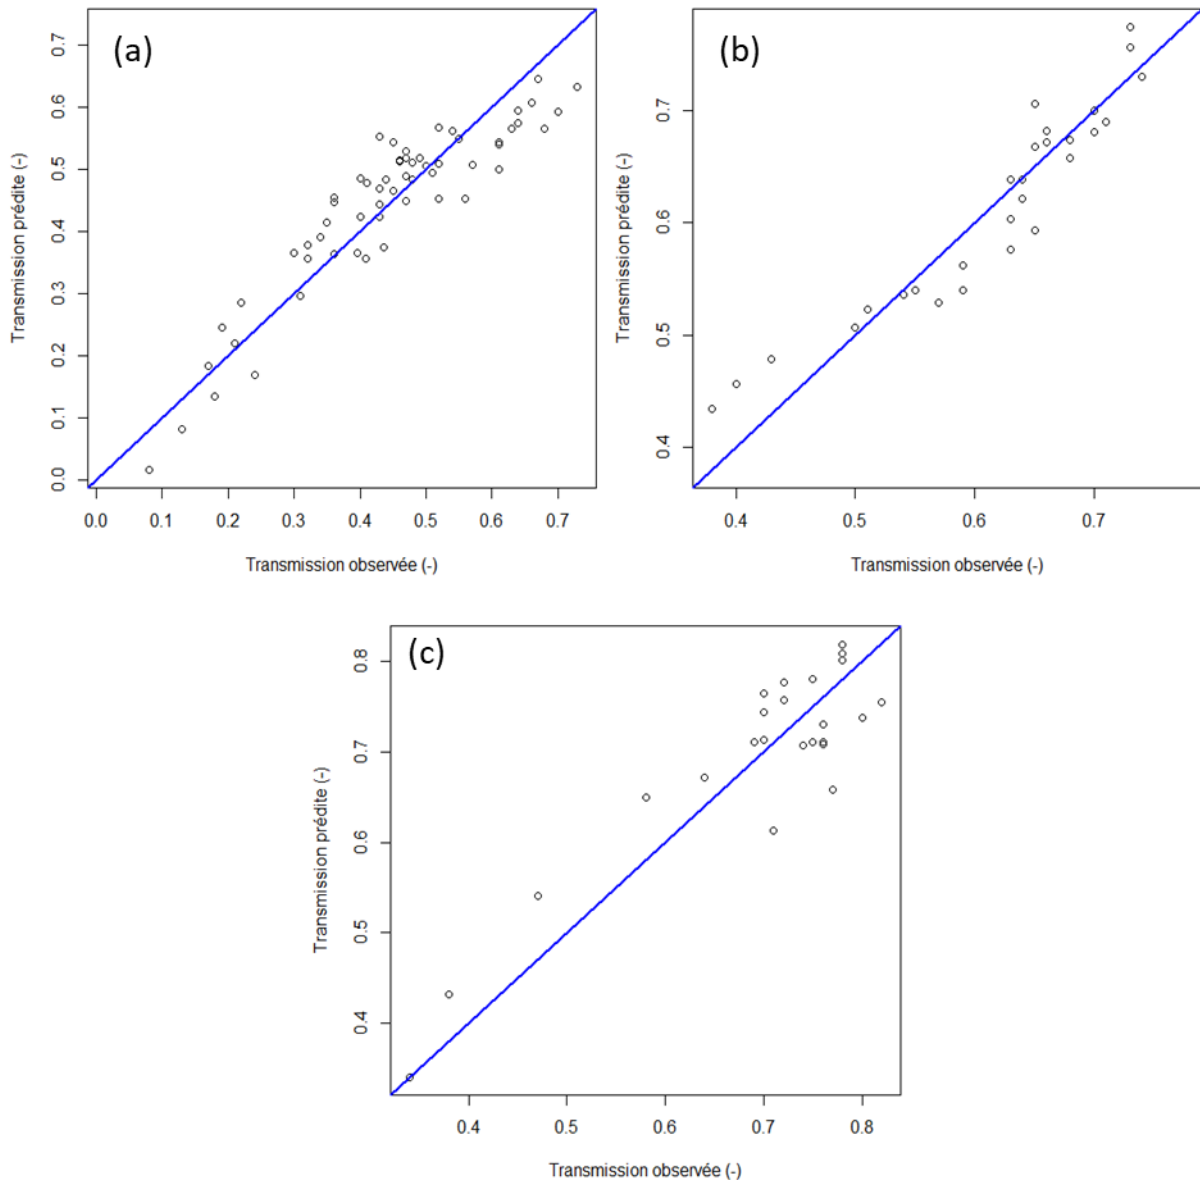 (a)
Transmission prédite (-)
0.0 0.1 0.2 0.3 0.4 0.5 0.6 0.7
0.0 0.1 0.2 0.3 0.4 0.5 0.6 0.7
Transmission observée (-)
(b)
Transmission prédite (-)
0.4 0.5 0.6 0.7
0.4 0.5 0.6 0.7
Transmission observée (-)
(c)
Transmission prédite (-)
0.4 0.5 0.6 0.7 0.8
0.4 0.5 0.6 0.7 0.8
Transmission observée (-)